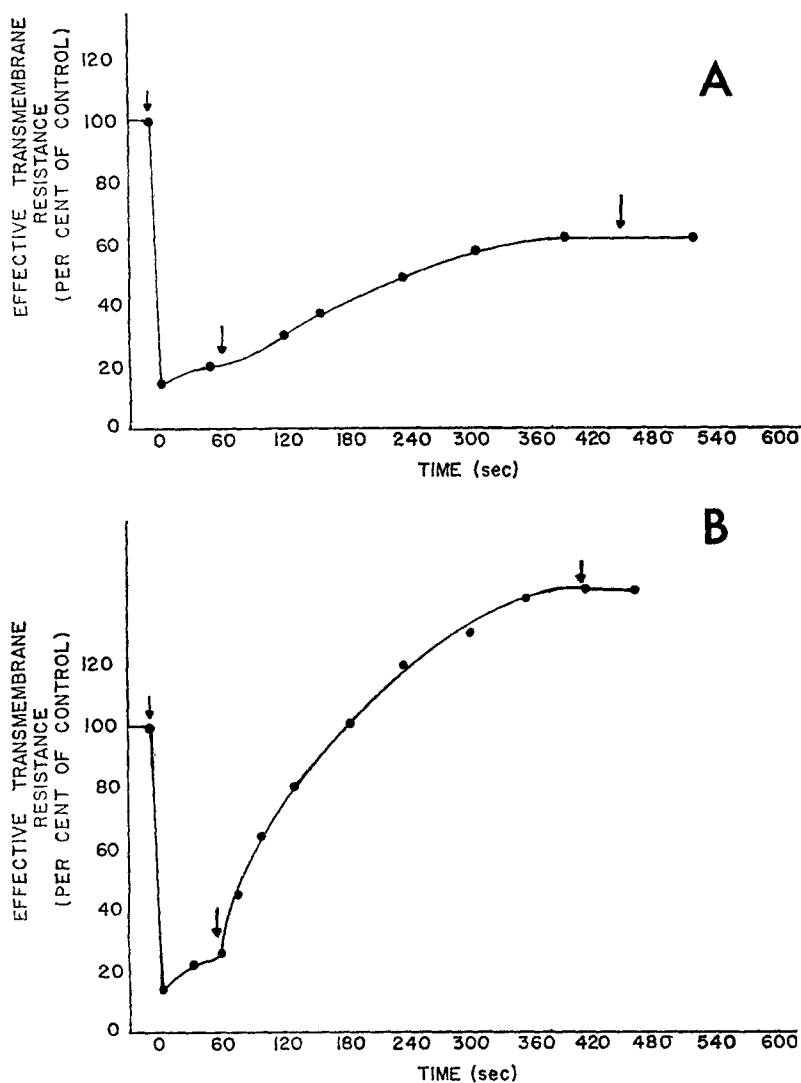 A
EFFECTIVE TRANSMEMBRANE
RESISTANCE
(PER CENT OF CONTROL)
120
100
80
60
40
20
0
0 60 120 180 240 300 360 420 480 540 600
TIME (sec)
B
EFFECTIVE TRANSMEMBRANE
RESISTANCE
(PER CENT OF CONTROL)
120
100
80
60
40
20
0
0 60 120 180 240 300 360 420 480 540 600
TIME (sec)